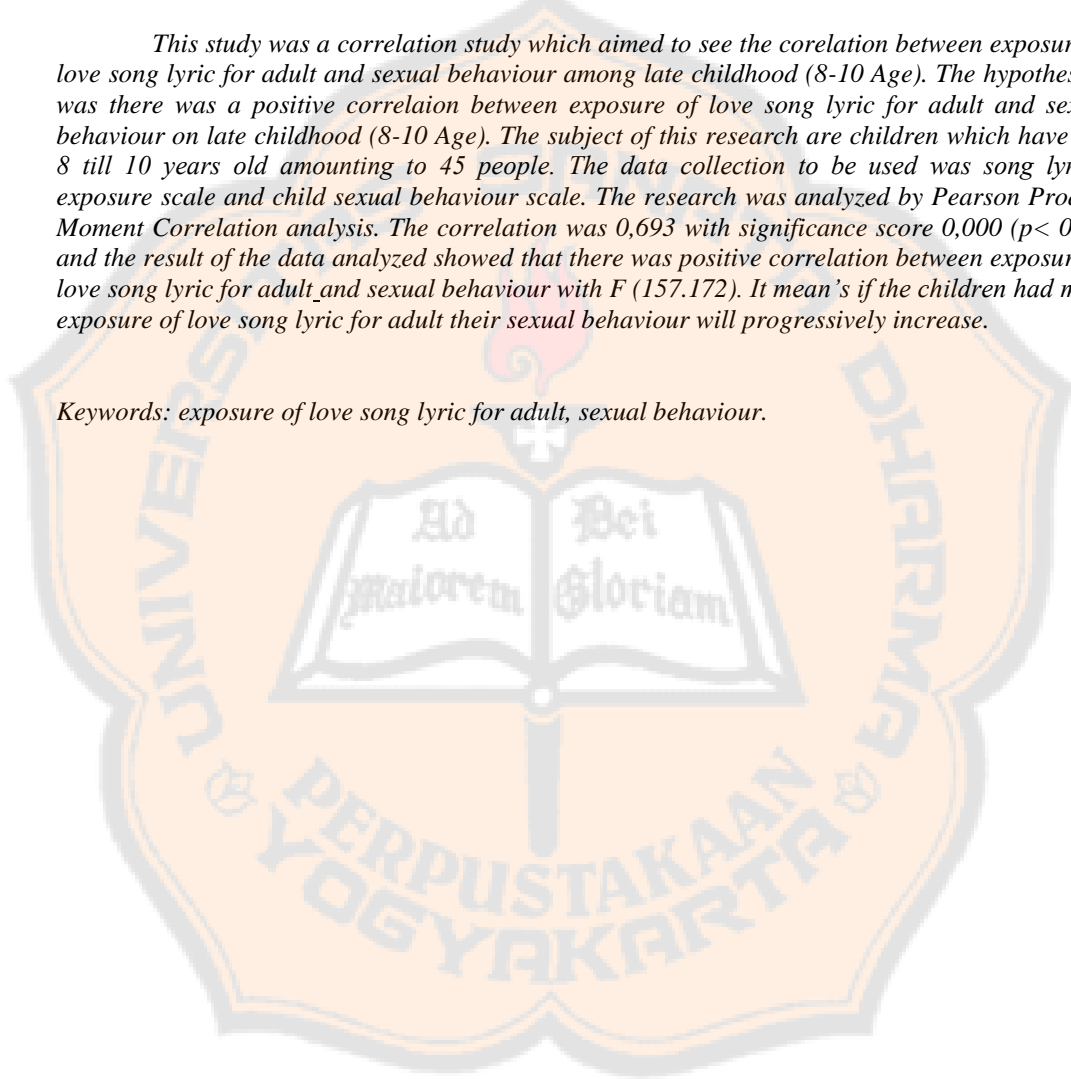 This study was a correlation study which aimed to see the corelation between exposur
love song lyric for adult and sexual behaviour among late childhood (8-10 Age). The hypothes
was there was a positive correlaion between exposure of love song lyric for adult and sex
behaviour on late childhood (8-10 Age). The subject of this research are children which have
8 till 10 years old amounting to 45 people. The data collection to be used was song lyr
exposure scale and child sexual behaviour scale. The research was analyzed by Pearson Prod
Moment Correlation analysis. The correlation was 0,693 with significance score 0,000 (p< 0
and the result of the data analyzed showed that there was positive correlation between exposur
love song lyric for adult and sexual behaviour with F (157.172). It mean's if the children had m
exposure of love song lyric for adult their sexual behaviour will progressively increase.
Keywords: exposure of love song lyric for adult, sexual behaviour.
UNIVERSITAS SANATA DHARMA
Ad Dei
Maiorem Gloriam
PERPUSTAKAAN
YOGYAKARTA